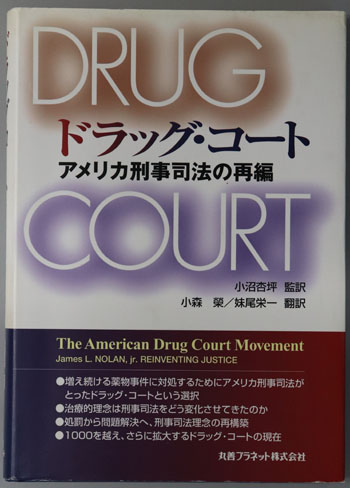 DRUG
ドラッグ・コート
アメリカ刑事司法の再編
COURT
小沼杏坪 監訳
小森 榮／妹尾栄一 翻訳
The American Drug Court Movement
James L. NOLAN, jr. REINVENTING JUSTICE
●増え続ける薬物事件に対処するためにアメリカ刑事司法が
とったドラッグ・コートという選択
●治療的理念は刑事司法をどう変化させてきたのか
●処罰から問題解決へ、刑事司法理念の再構築
●1000を越え、さらに拡大するドラッグ・コートの現在
丸善プラネット株式会社